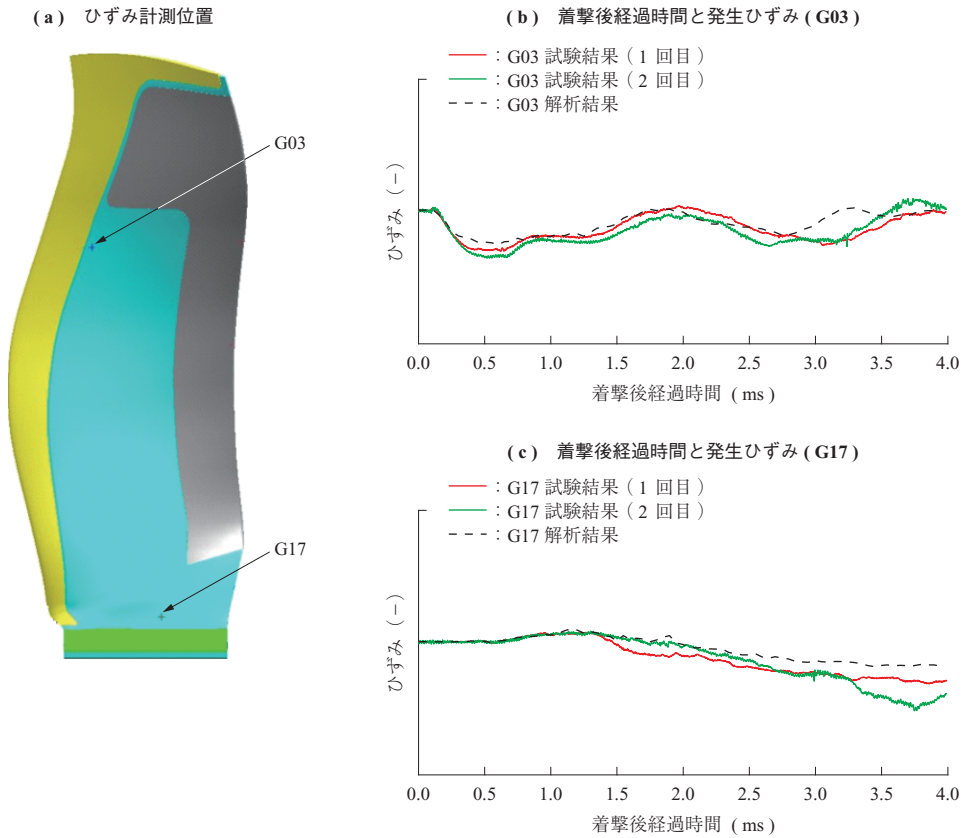 ( a ) ひずみ計測位置
G03
G17
( b ) 着撃後経過時間と発生ひずみ ( G03 )
: G03 試験結果 ( 1 回目 )
: G03 試験結果 ( 2 回目 )
: G03 解析結果
ひずみ ( − )
0.0 0.5 1.0 1.5 2.0 2.5 3.0 3.5 4.0
着撃後経過時間 ( ms )
( c ) 着撃後経過時間と発生ひずみ ( G17 )
: G17 試験結果 ( 1 回目 )
: G17 試験結果 ( 2 回目 )
: G17 解析結果
ひずみ ( − )
0.0 0.5 1.0 1.5 2.0 2.5 3.0 3.5 4.0
着撃後経過時間 ( ms )